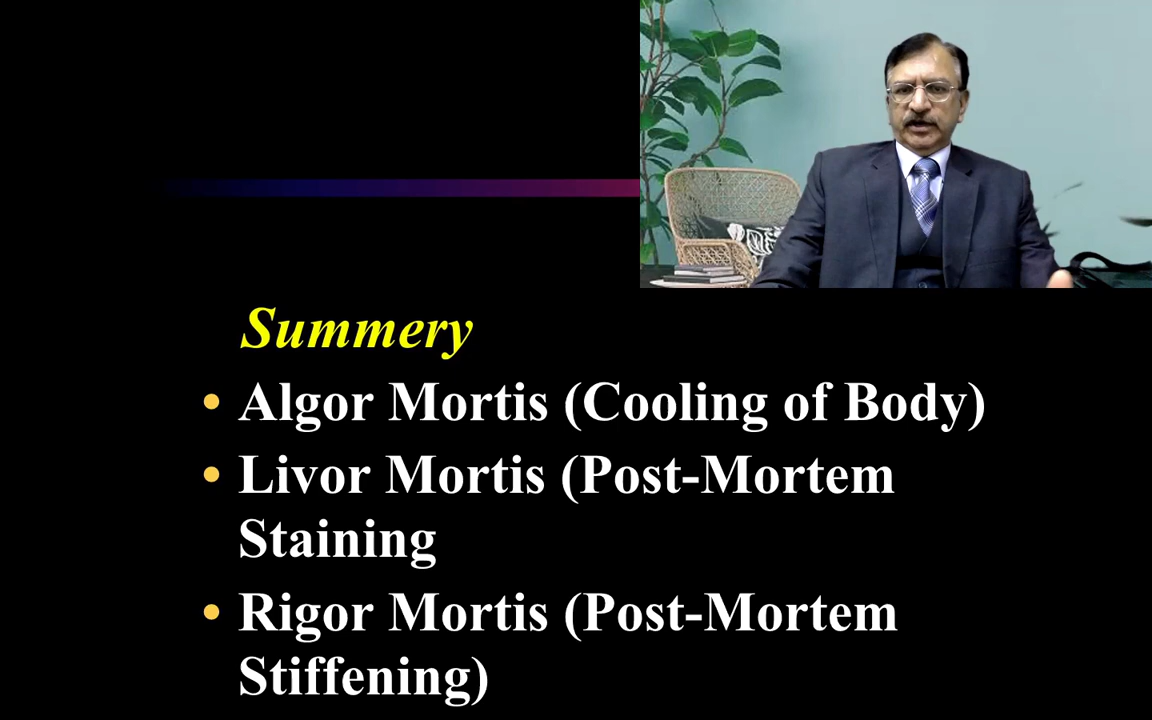 Summery
• Algor Mortis (Cooling of Body)
• Livor Mortis (Post-Mortem
Staining
• Rigor Mortis (Post-Mortem
Stiffening)